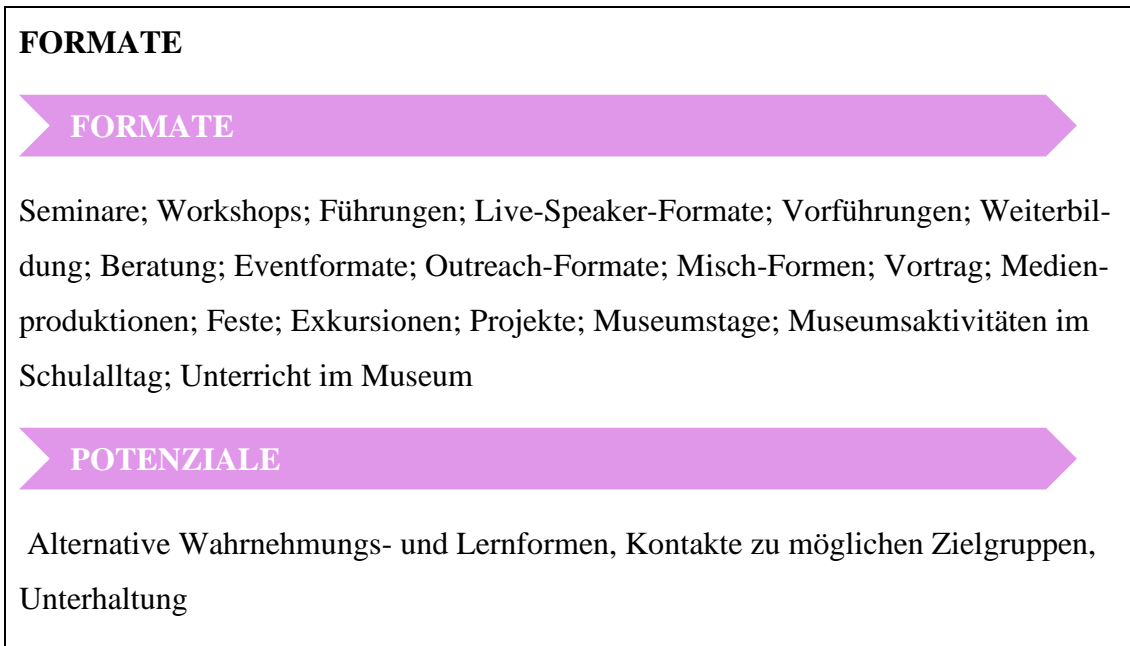 FORMATE
FORMATE
Seminare; Workshops; Führungen; Live-Speaker-Formate; Vorführungen; Weiterbil-
dung; Beratung; Eventformate; Outreach-Formate; Misch-Formen; Vortrag; Medien-
produktionen; Feste; Exkursionen; Projekte; Museumstage; Museumsaktivitäten im
Schulalltag; Unterricht im Museum
POTENZIALE
Alternative Wahrnehmungs- und Lernformen, Kontakte zu möglichen Zielgruppen,
Unterhaltung